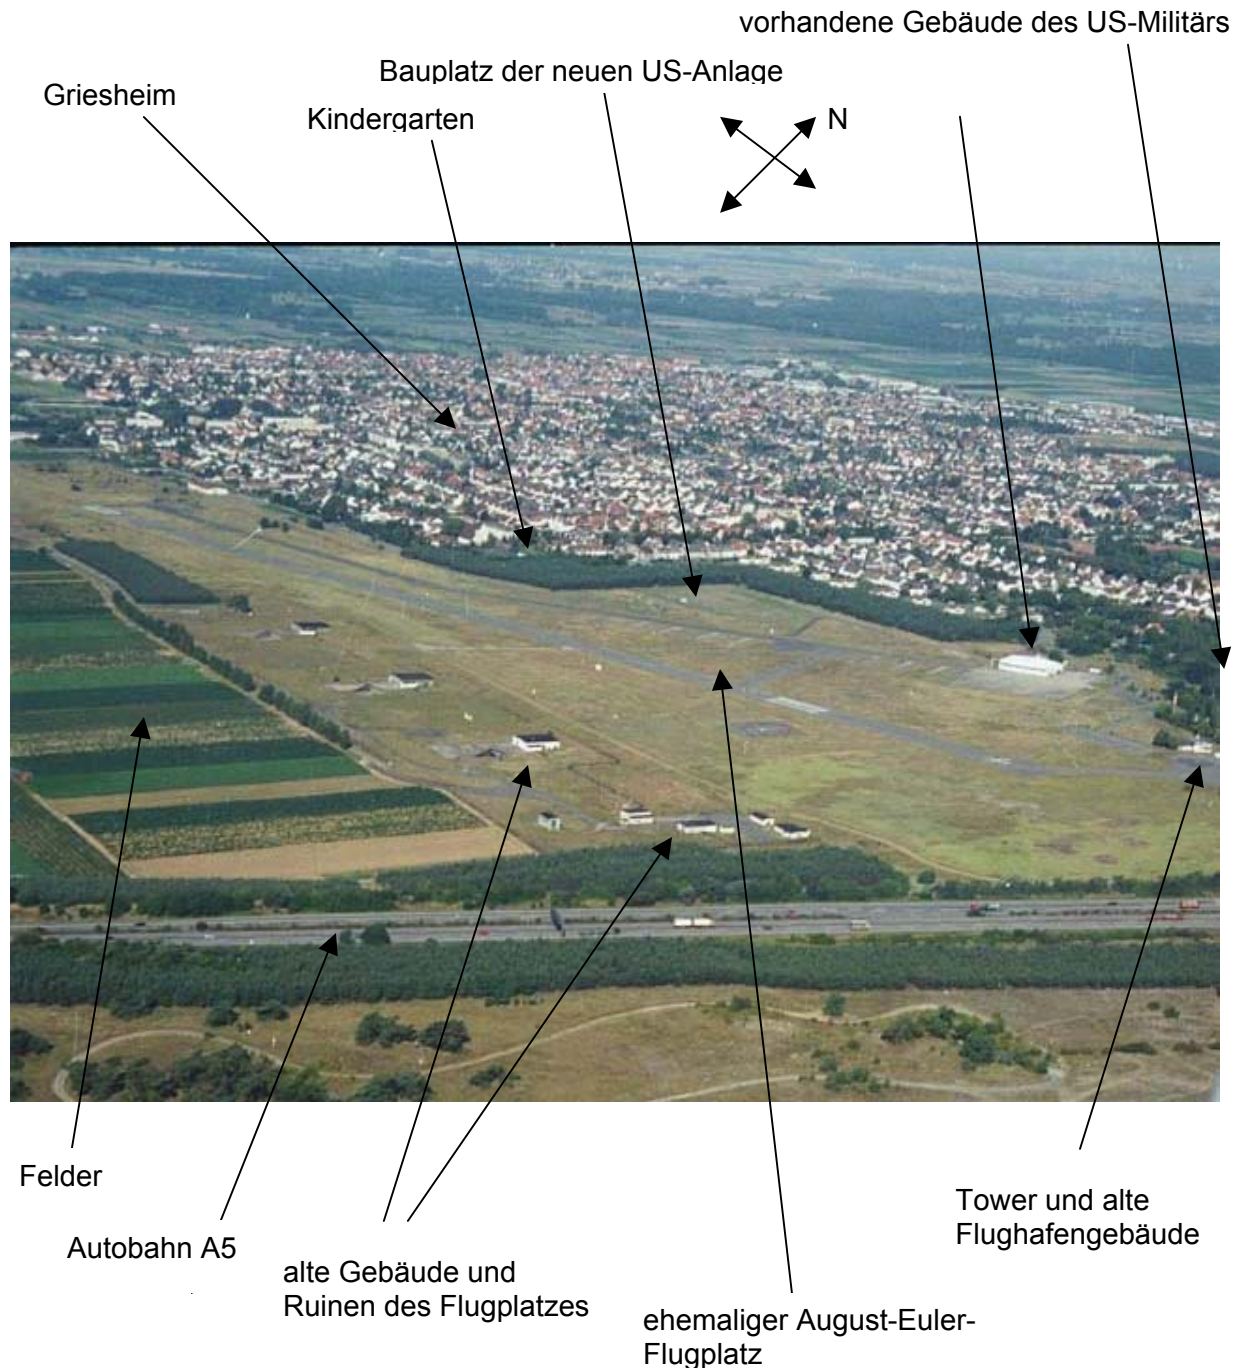 vorhandene Gebäude des US-Militärs
Bauplatz der neuen US-Anlage
Griesheim
Kindergarten
N
Felder
Autobahn A5
alte Gebäude und
Ruinen des Flugplatzes
ehemaliger August-Euler-
Flugplatz
Tower und alte
Flughafengebäude